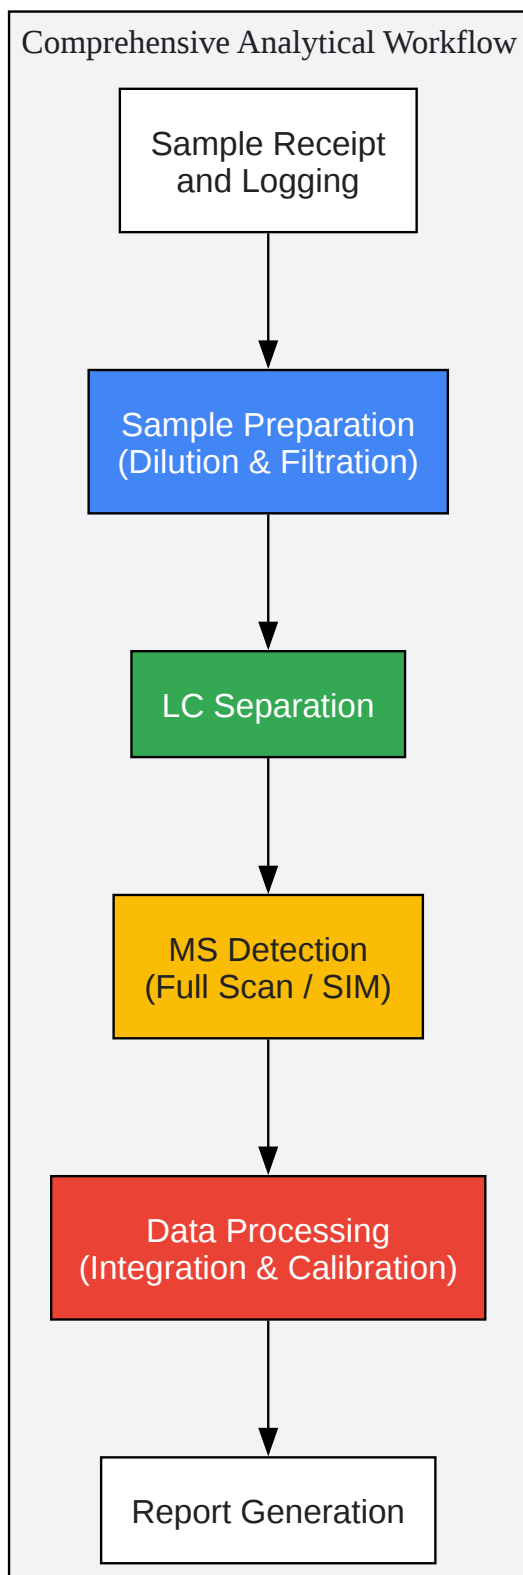 Comprehensive Analytical Workflow
Sample Receipt
and Logging
Sample Preparation
(Dilution & Filtration)
LC Separation
MS Detection
(Full Scan / SIM)
Data Processing
(Integration & Calibration)
Report Generation